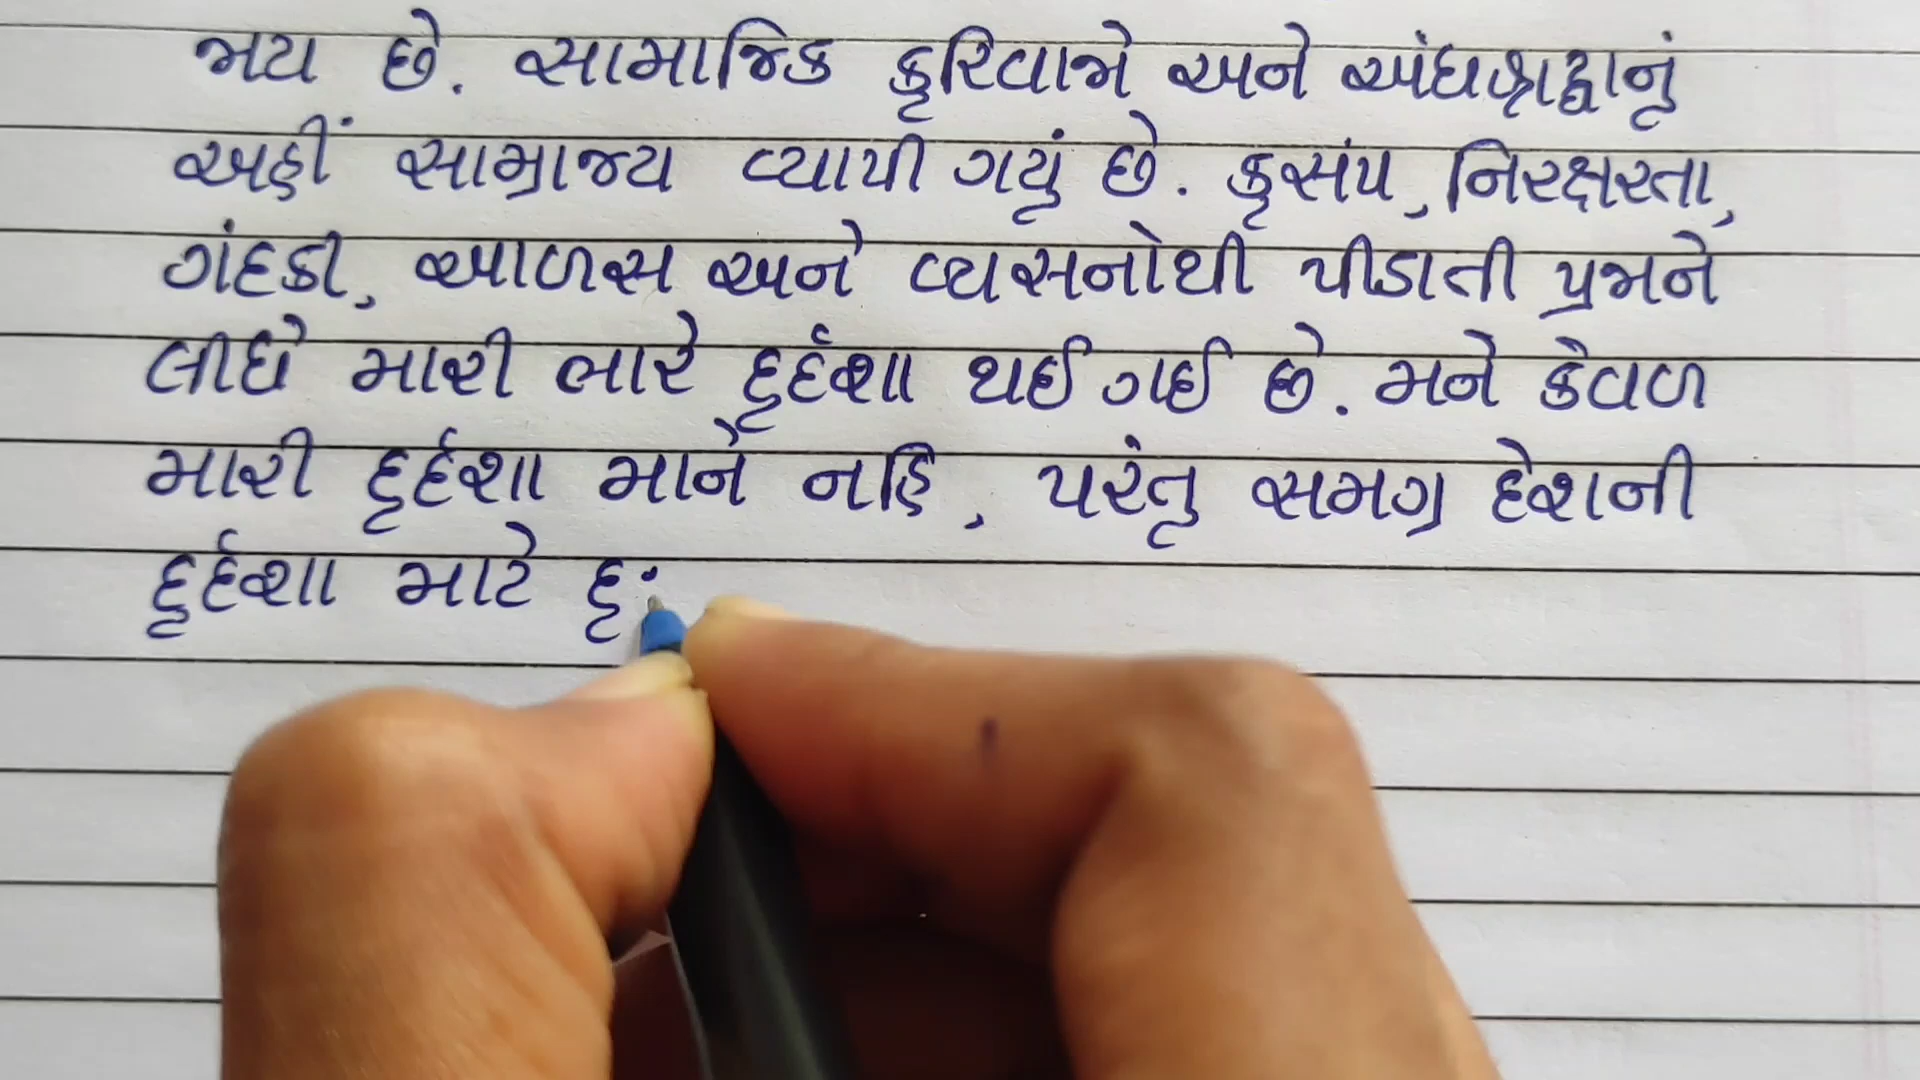 જાય છે. સામાજિક કુરિવાજો અને અંધશ્રદ્ધાનું
અહીં સામ્રાજ્ય વ્યાપી ગયું છે. કુસંપ, નિરક્ષરતા,
ગંદકી, આળસ અને વ્યસનોથી પીડાતી પ્રજાને
લીધે મારી ભારે દુર્દશા થઈ ગઈ છે. મને કેવળ
મારી દુર્દશા માને નહિ, પરંતુ સમગ્ર દેશની
દુર્દશા માટે દુ: